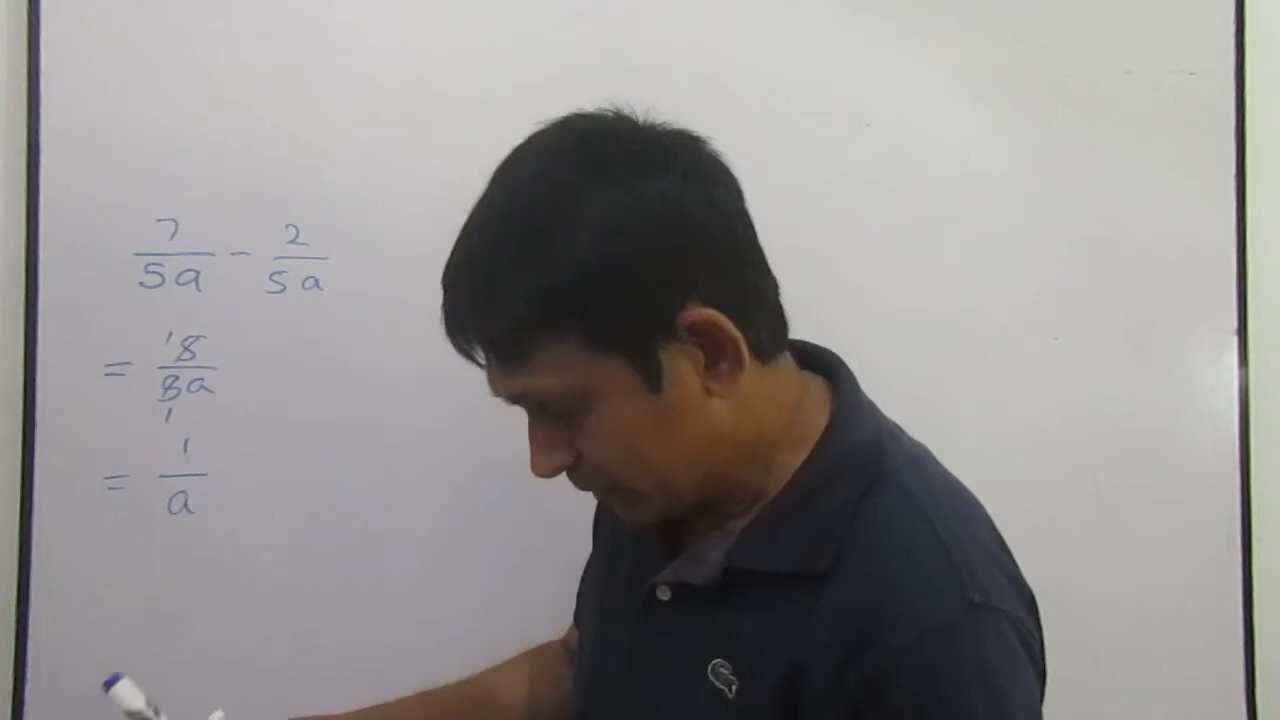 7/5a - 2/5a
= 5/5a
= 1/a